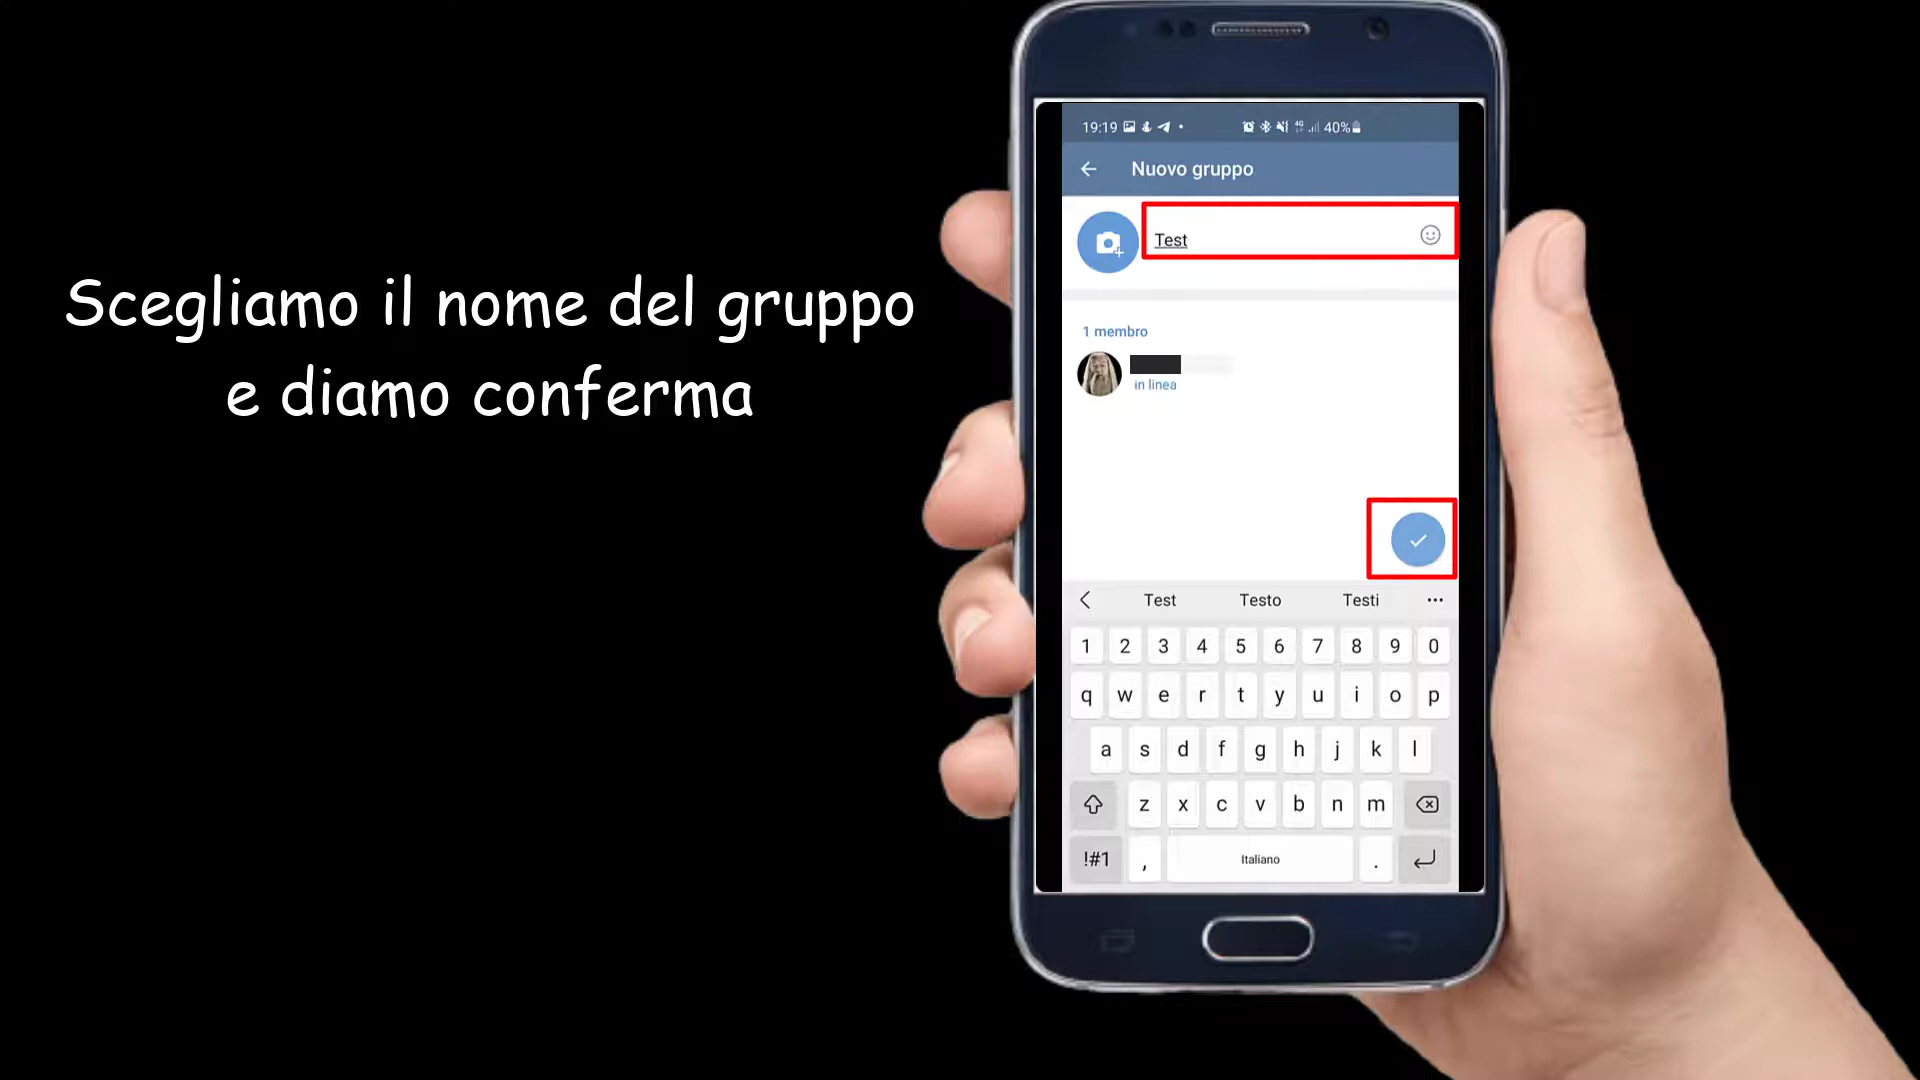 Scegliamo il nome del gruppo
e diamo conferma
19:19 4G 40%
Nuovo gruppo
Test
1 membro
in linea
Test Testo Testi ...
1 2 3 4 5 6 7 8 9 0
q w e r t y u i o p
a s d f g h j k l
z x c v b n m
!#1 , Italiano .